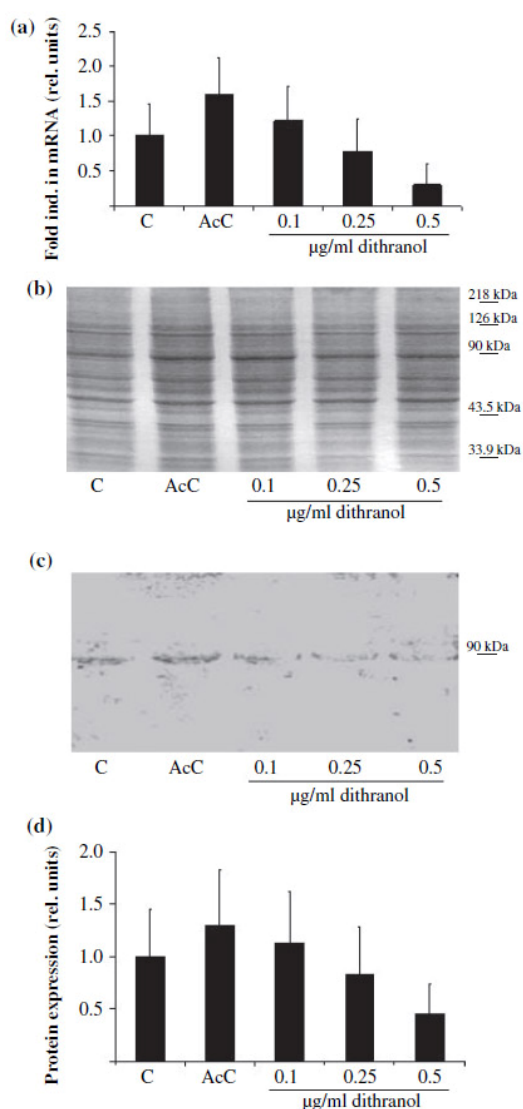 (a)
Fold ind. in mRNA (rel. units)
2.5
2.0
1.5
1.0
0.5
C AcC 0.1 0.25 0.5
µg/ml dithranol
(b)
218 kDa
126 kDa
90 kDa
43.5 kDa
33.9 kDa
C AcC 0.1 0.25 0.5
µg/ml dithranol
(c)
90 kDa
C AcC 0.1 0.25 0.5
µg/ml dithranol
(d)
Protein expression (rel. units)
2.0
1.5
1.0
0.5
C AcC 0.1 0.25 0.5
µg/ml dithranol